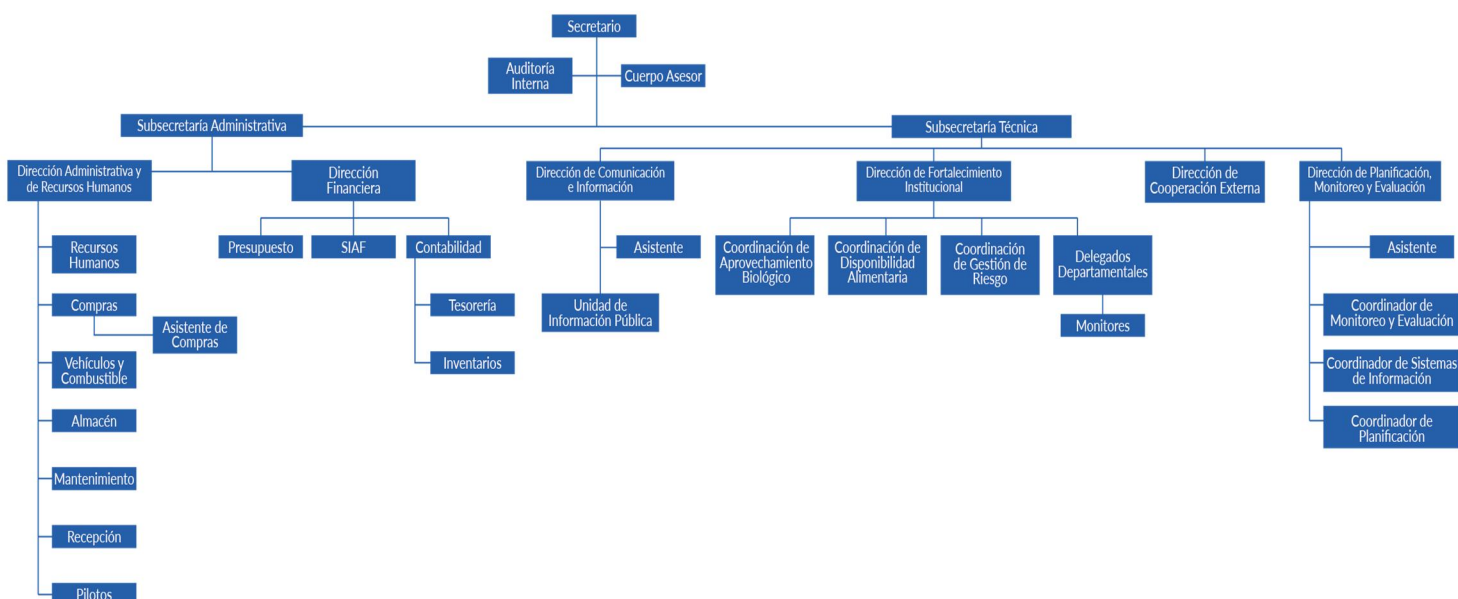 Secretario
Auditoría
Interna
Cuerpo Asesor
Subsecretaría Administrativa
Subsecretaría Técnica
Dirección Administrativa y
de Recursos Humanos
Dirección
Financiera
Dirección de Comunicación
e Información
Dirección de Fortalecimiento
Institucional
Dirección de
Cooperación Externa
Dirección de Planificación,
Monitoreo y Evaluación
Recursos
Humanos
Presupuesto
SIAF
Contabilidad
Asistente
Coordinación de
Aprovechamiento
Biológico
Coordinación de
Disponibilidad
Alimentaria
Coordinación
de Gestión de
Riesgo
Delegados
Departamentales
Asistente
Compras
Asistente de
Compras
Tesorería
Unidad de
Información Pública
Monitores
Coordinador de
Monitoreo y Evaluación
Vehículos y
Combustible
Inventarios
Coordinador de Sistemas
de Información
Almacén
Coordinador de
Planificación
Mantenimiento
Recepción
Pilotos